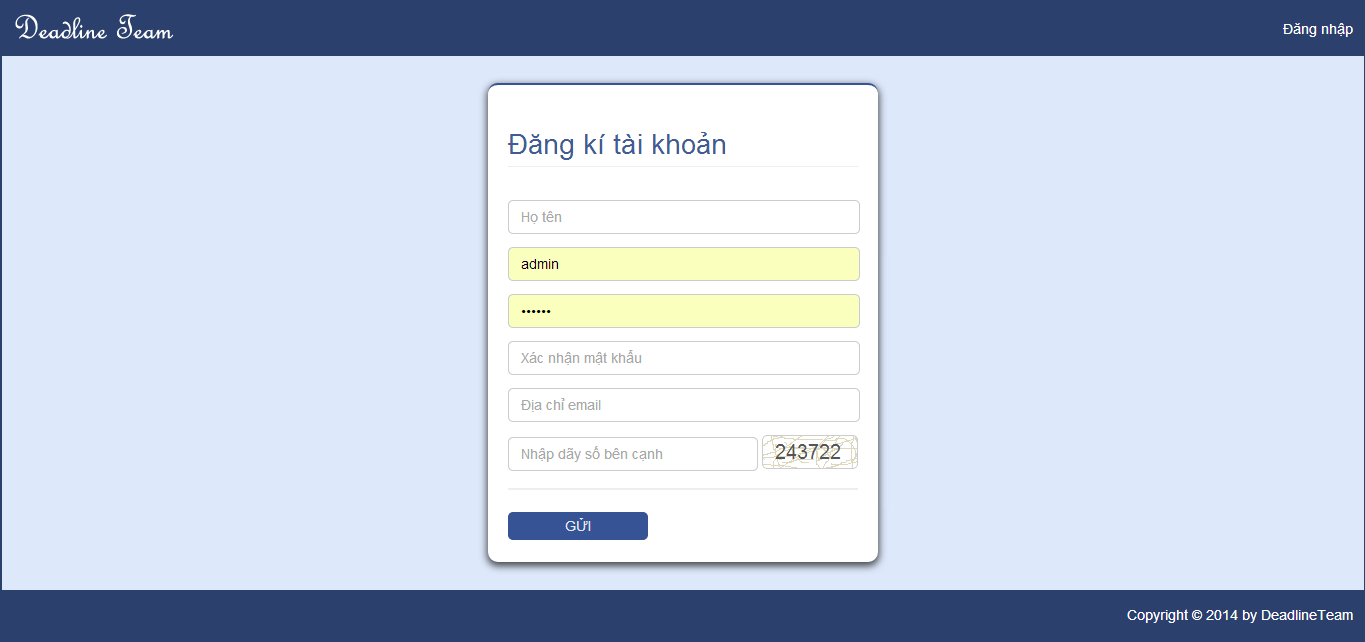 Deadline Team
Đăng nhập
Đăng kí tài khoản
Họ tên
admin
••••••
Xác nhận mật khẩu
Địa chỉ email
Nhập dãy số bên cạnh
243722
GỬI
Copyright © 2014 by DeadlineTeam